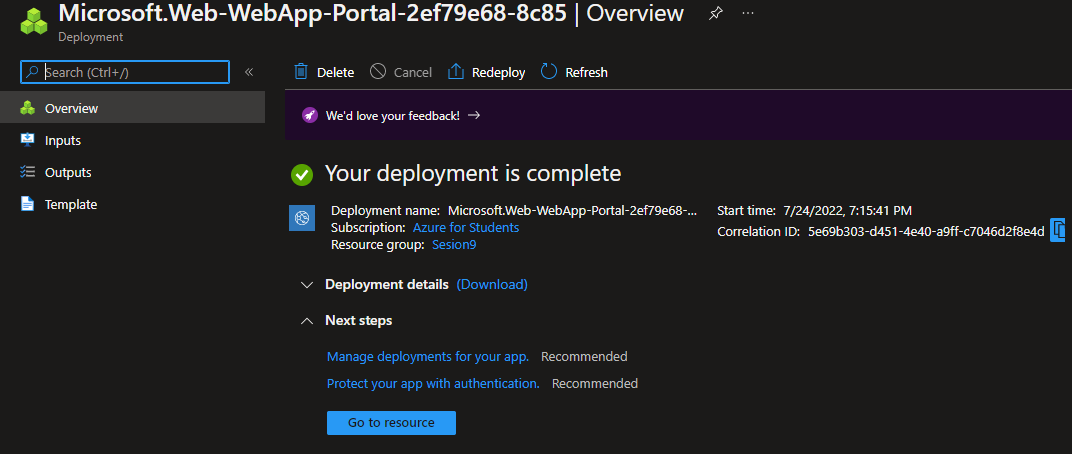 Microsoft.Web-WebApp-Portal-2ef79e68-8c85 | Overview
Deployment
Search (Ctrl+/)
Delete Cancel Redeploy Refresh
Overview
Inputs
Outputs
Template
We'd love your feedback!
Your deployment is complete
Deployment name: Microsoft.Web-WebApp-Portal-2ef79e68-...
Subscription: Azure for Students
Resource group: Sesion9
Start time: 7/24/2022, 7:15:41 PM
Correlation ID: 5e69b303-d451-4e40-a9ff-c7046d2f8e4d
Deployment details (Download)
Next steps
Manage deployments for your app. Recommended
Protect your app with authentication. Recommended
Go to resource